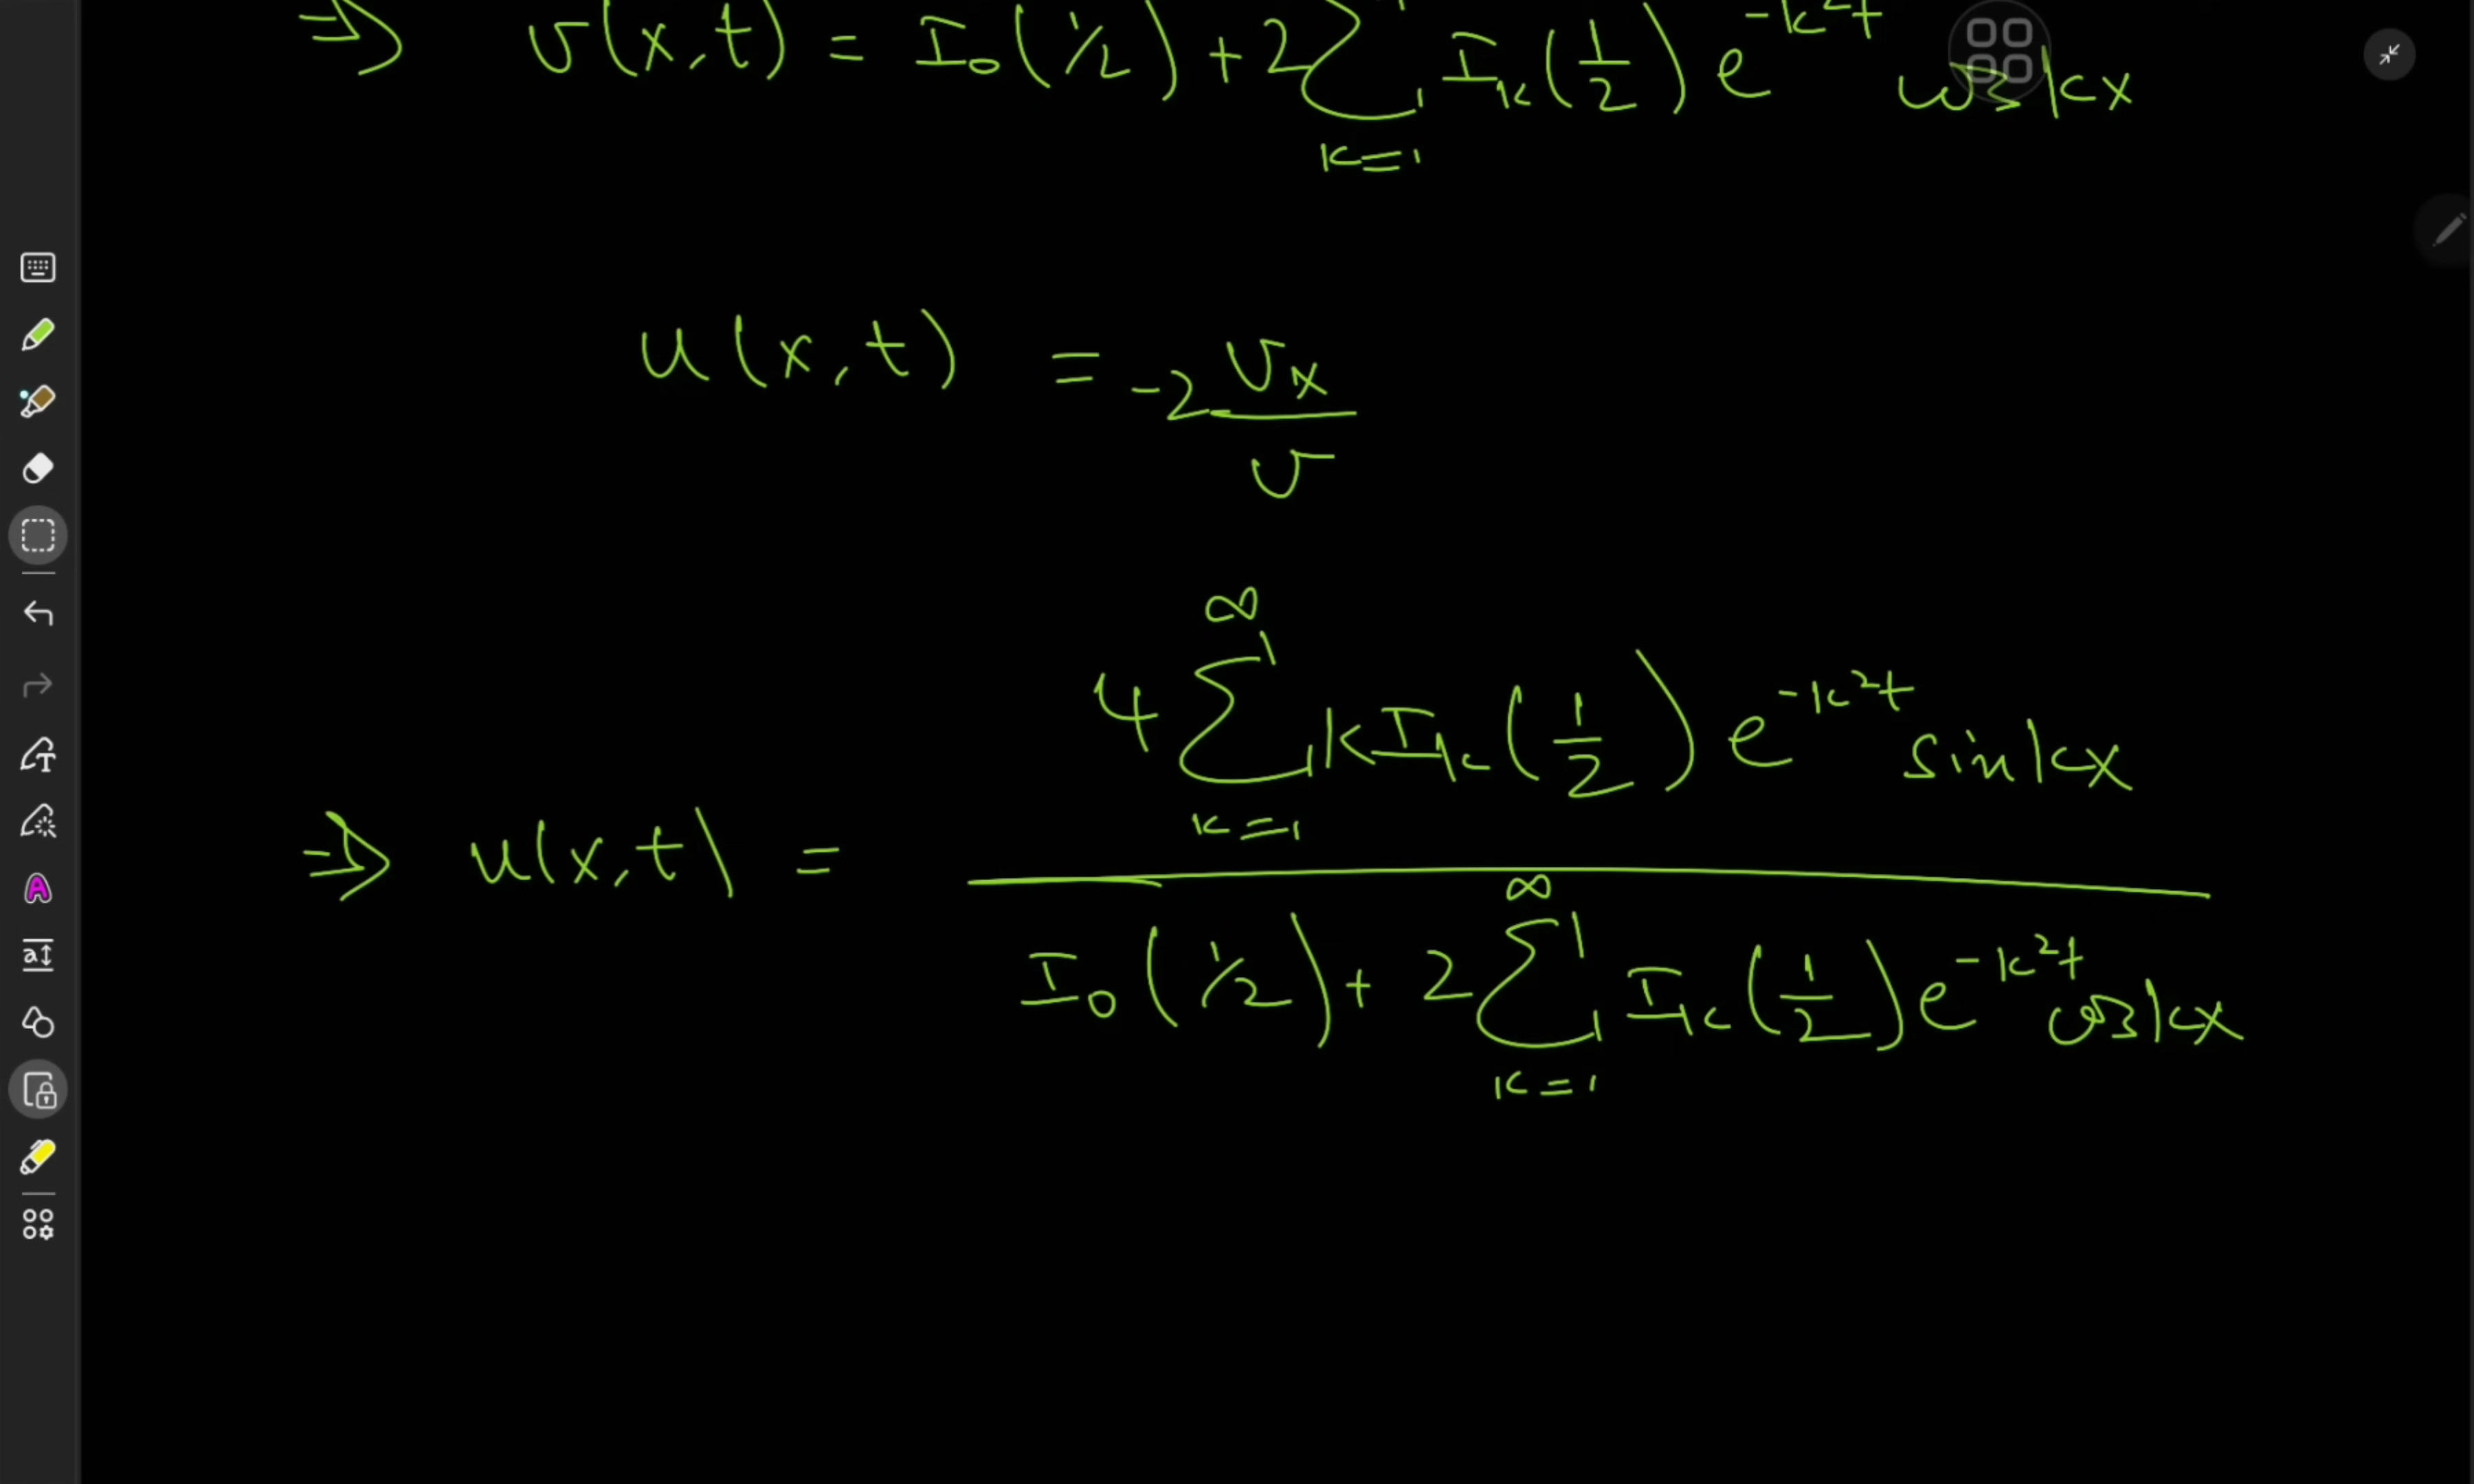 ⇒ v(x,t) = I₀(1/2) + 2∑_{k=1} I_k(1/2) e^{-k²t} cos kx
u(x,t) = -2 v_x / v
⇒ u(x,t) = 4∑_{k=1}^{∞} k I_k(1/2) e^{-k²t} sin kx / I₀(1/2) + 2∑_{k=1}^{∞} I_k(1/2) e^{-k²t} cos kx